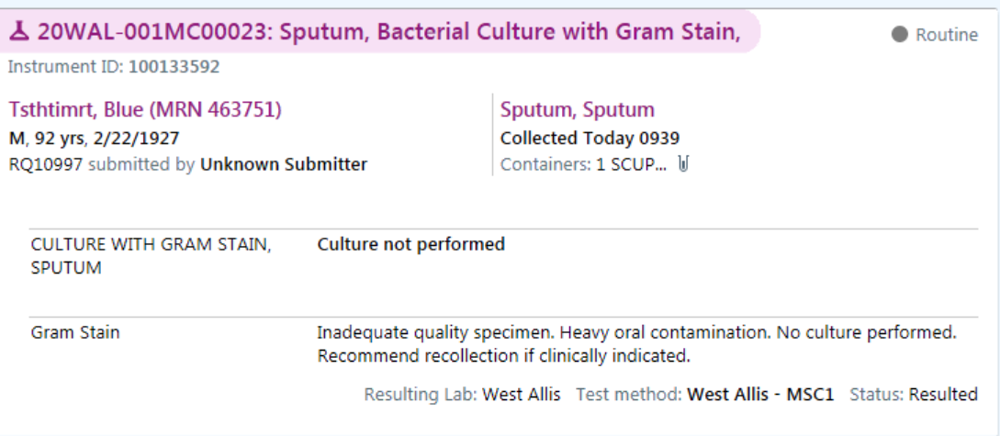 20WAL-001MC00023: Sputum, Bacterial Culture with Gram Stain,
Routine
Instrument ID: 100133592
Tsthtimrt, Blue (MRN 463751)
M, 92 yrs, 2/22/1927
RQ10997 submitted by Unknown Submitter
Sputum, Sputum
Collected Today 0939
Containers: 1 SCUP...
CULTURE WITH GRAM STAIN,
SPUTUM
Culture not performed
Gram Stain
Inadequate quality specimen. Heavy oral contamination. No culture performed.
Recommend recollection if clinically indicated.
Resulting Lab: West Allis Test method: West Allis - MSC1 Status: Resulted